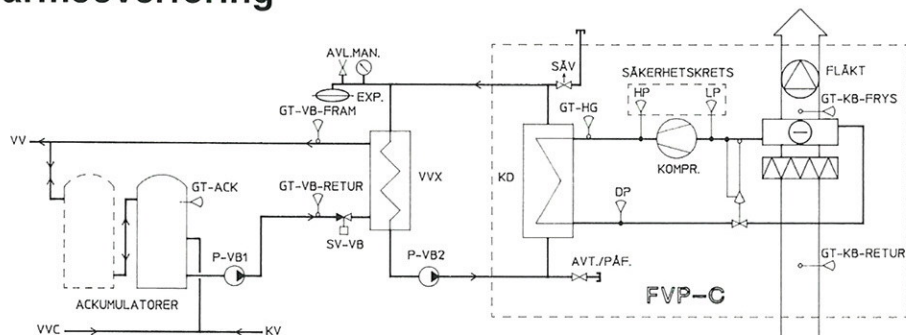 AVL.MAN.
SÄV
FLÄKT
SÄKERHETSKRETS
EXP.
GT-HG
HP
LP
GT-KB-FRYS
GT-VB-FRAM
VV
VVX
KD
KOMPR.
GT-ACK
GT-VB-RETUR
DP
SV-VB
P-VB1
P-VB2
AVT./PÅF.
GT-KB-RETUR
ACKUMULATORER
FVP-C
VVC
KV